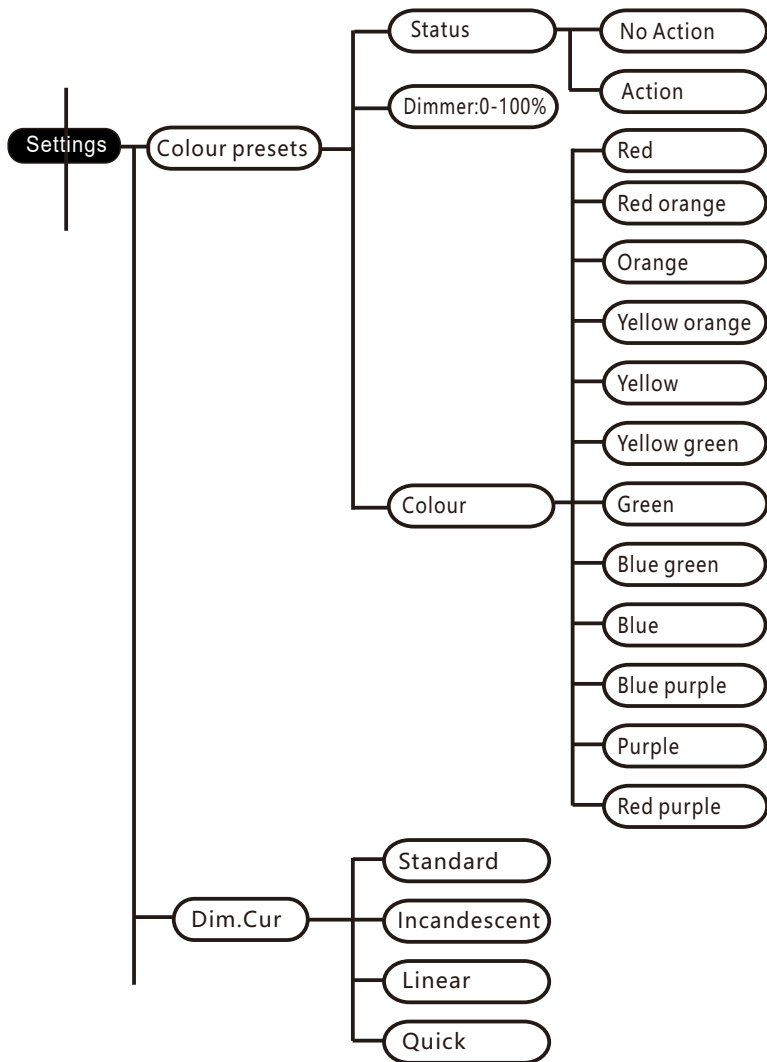 Settings
Colour presets
Status
No Action
Action
Dimmer:0-100%
Colour
Red
Red orange
Orange
Yellow orange
Yellow
Yellow green
Green
Blue green
Blue
Blue purple
Purple
Red purple
Dim.Cur
Standard
Incandescent
Linear
Quick